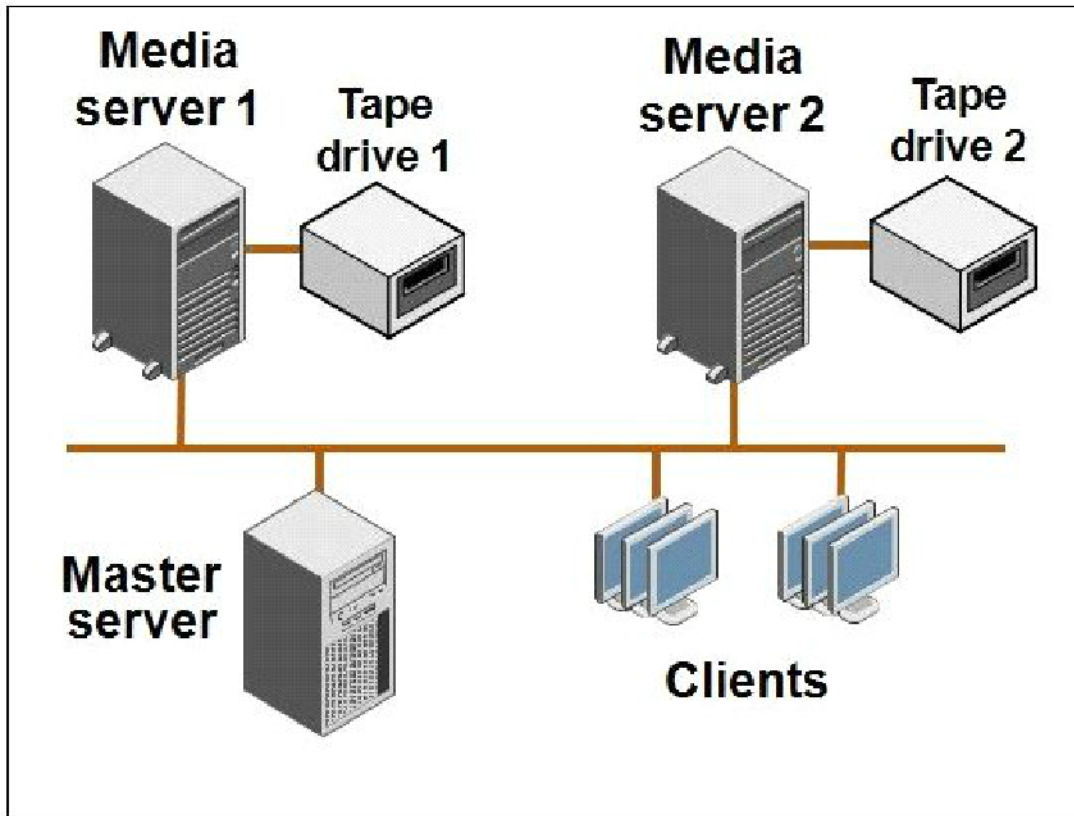 Media
server 1
Tape
drive 1
Media
server 2
Tape
drive 2
Master
server
Clients